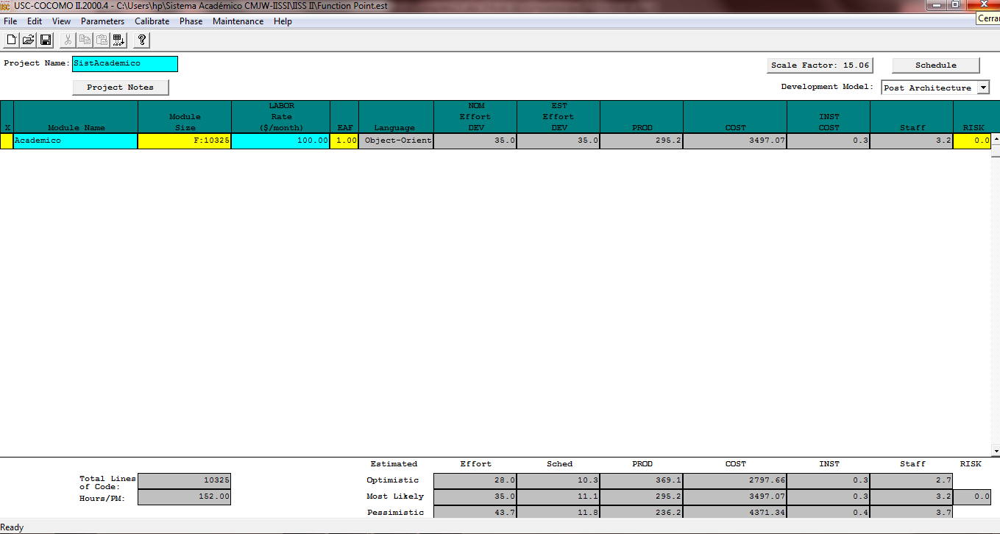 USC-COCOMO II.2000.4 - C:\Users\hp\Sistema Académico CMJW-IISSI\IISS II\Function Point.est
Cerrar
File Edit View Parameters Calibrate Phase Maintenance Help
Project Name: SistAcademico
Scale Factor: 15.06 Schedule
Project Notes
Development Model: Post Architecture
X Module Name Module Size LABOR Rate ($/month) EAF Language NOM Effort DEV EST Effort DEV PROD COST INST COST Staff RISK
Academico F:10325 100.00 1.00 Object-Orient 35.0 35.0 295.2 3497.07 0.3 3.2 0.0
Estimated Effort Sched PROD COST INST Staff RISK
Total Lines of Code: 10325
Optimistic 28.0 10.3 369.1 2797.66 0.3 2.7
Hours/PM: 152.00
Most Likely 35.0 11.1 295.2 3497.07 0.3 3.2 0.0
Pessimistic 43.7 11.8 236.2 4371.34 0.4 3.7
Ready